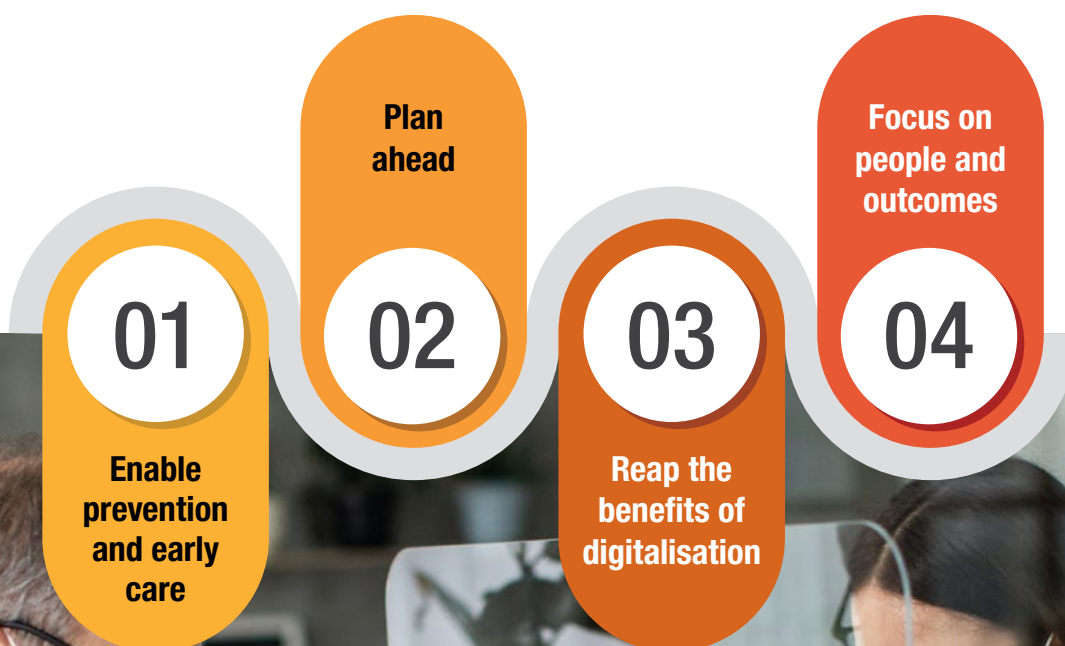 01
Enable
prevention
and early
care
02
Plan
ahead
03
Reap the
benefits of
digitalisation
04
Focus on
people and
outcomes